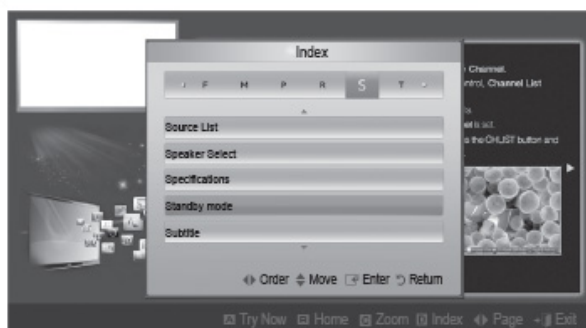 Index
F M P R S T
Source List
Speaker Select
Specifications
Standby mode
Subtitle
Order Move Enter Return
Channel.
ntrol, Channel List
is set.
s the CH LIST button and
A Try Now B Home C Zoom D Index Page Exit